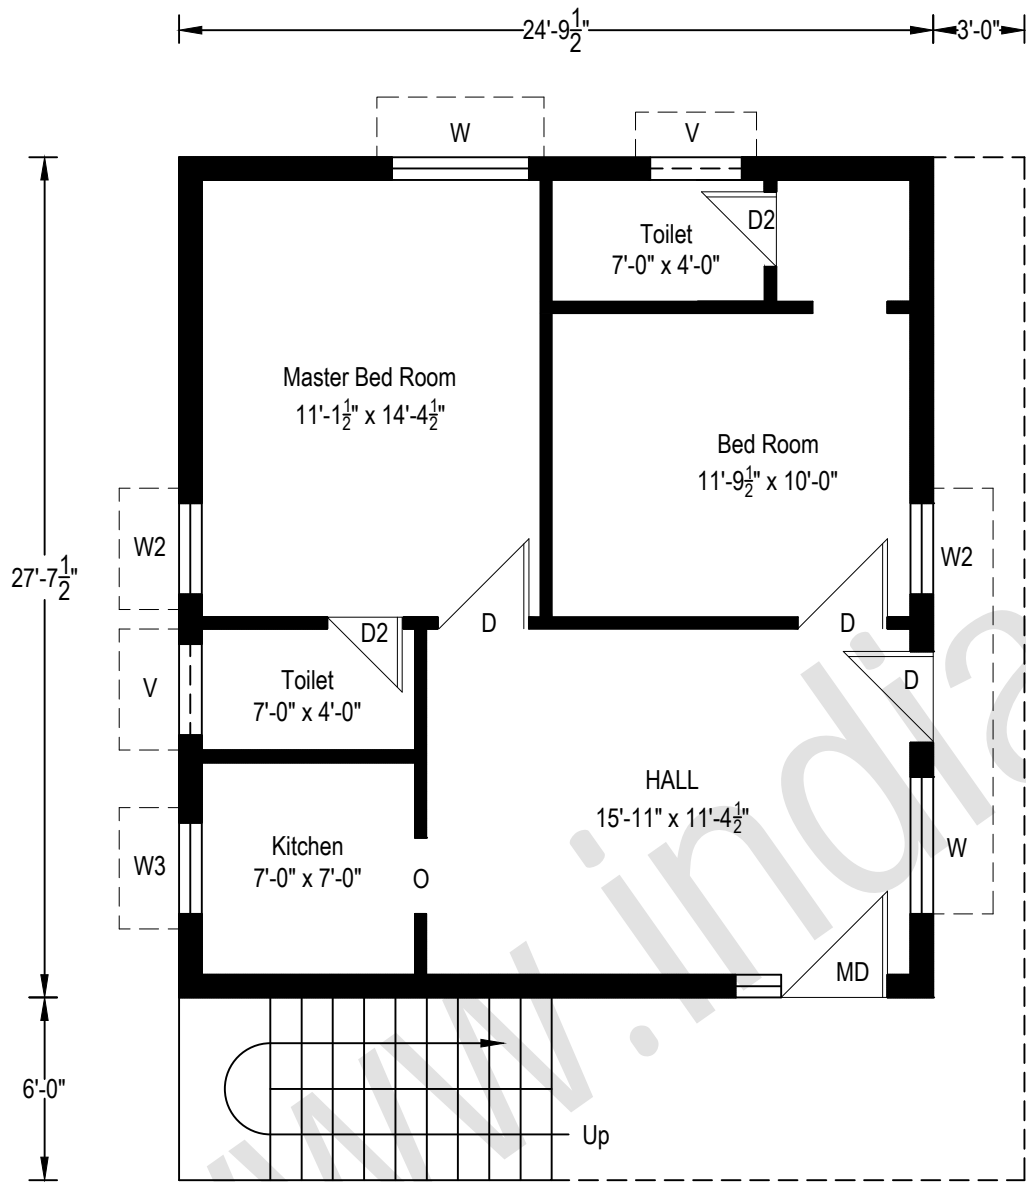 24'-9½"
3'-0"
W
V
Toilet
7'-0" x 4'-0"
D2
Master Bed Room
11'-1½" x 14'-4½"
Bed Room
11'-9½" x 10'-0"
W2
W2
27'-7½"
D
D
D2
V
Toilet
7'-0" x 4'-0"
D
HALL
15'-11" x 11'-4½"
W3
Kitchen
7'-0" x 7'-0"
O
W
MD
6'-0"
Up
ww.india